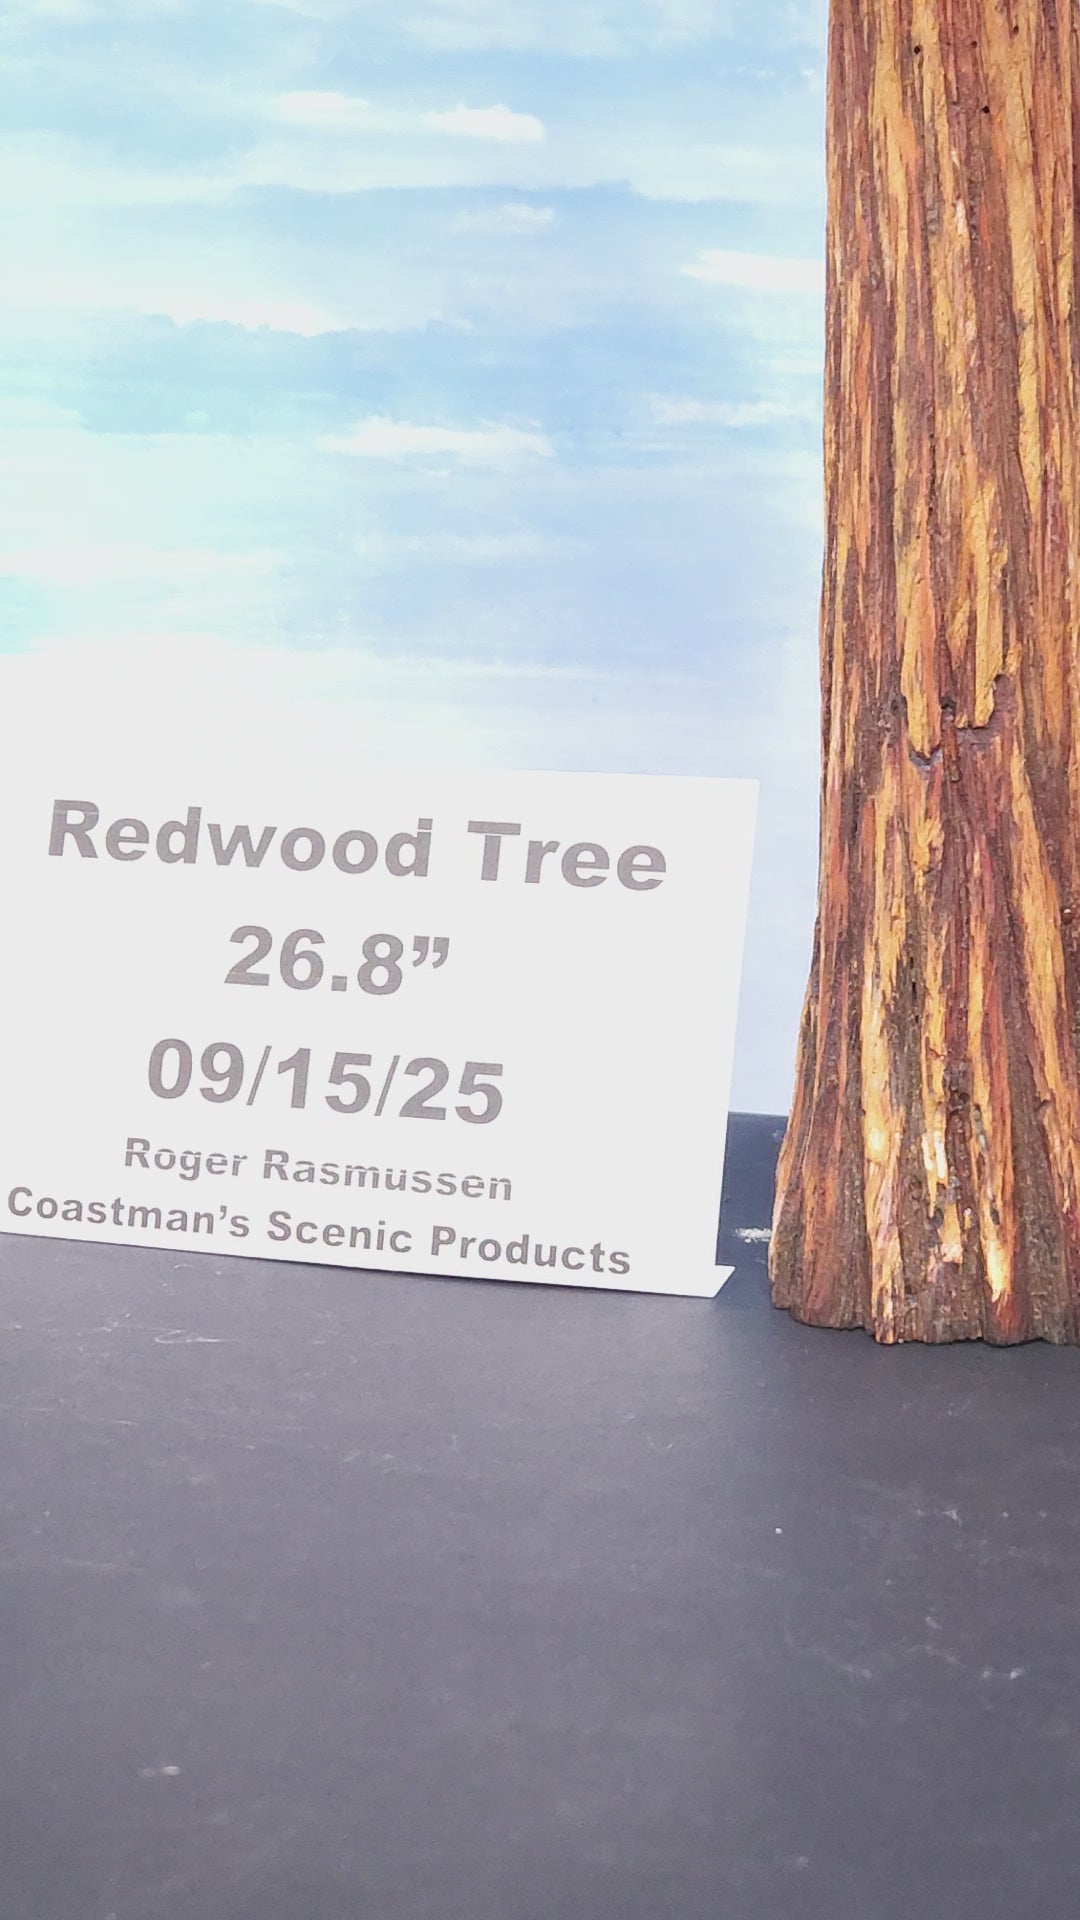 Redwood Tree
26.8”
09/15/25
Roger Rasmussen
Coastman’s Scenic Products